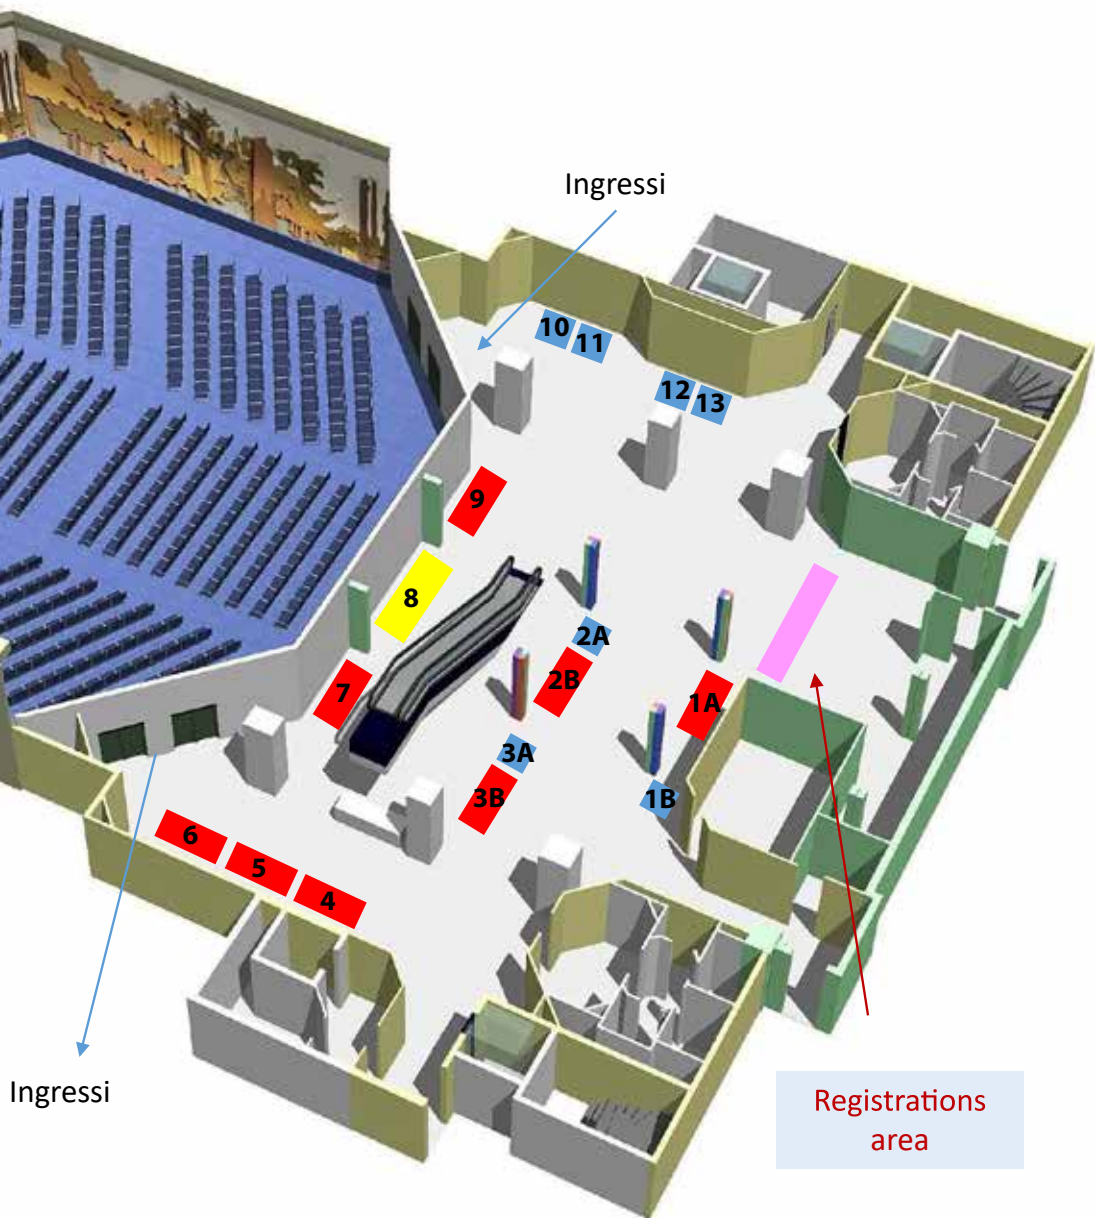 Ingressi
10
11
12
13
9
8
2A
2B
7
1A
3A
3B
1B
6
5
4
Ingressi
Registrations
area